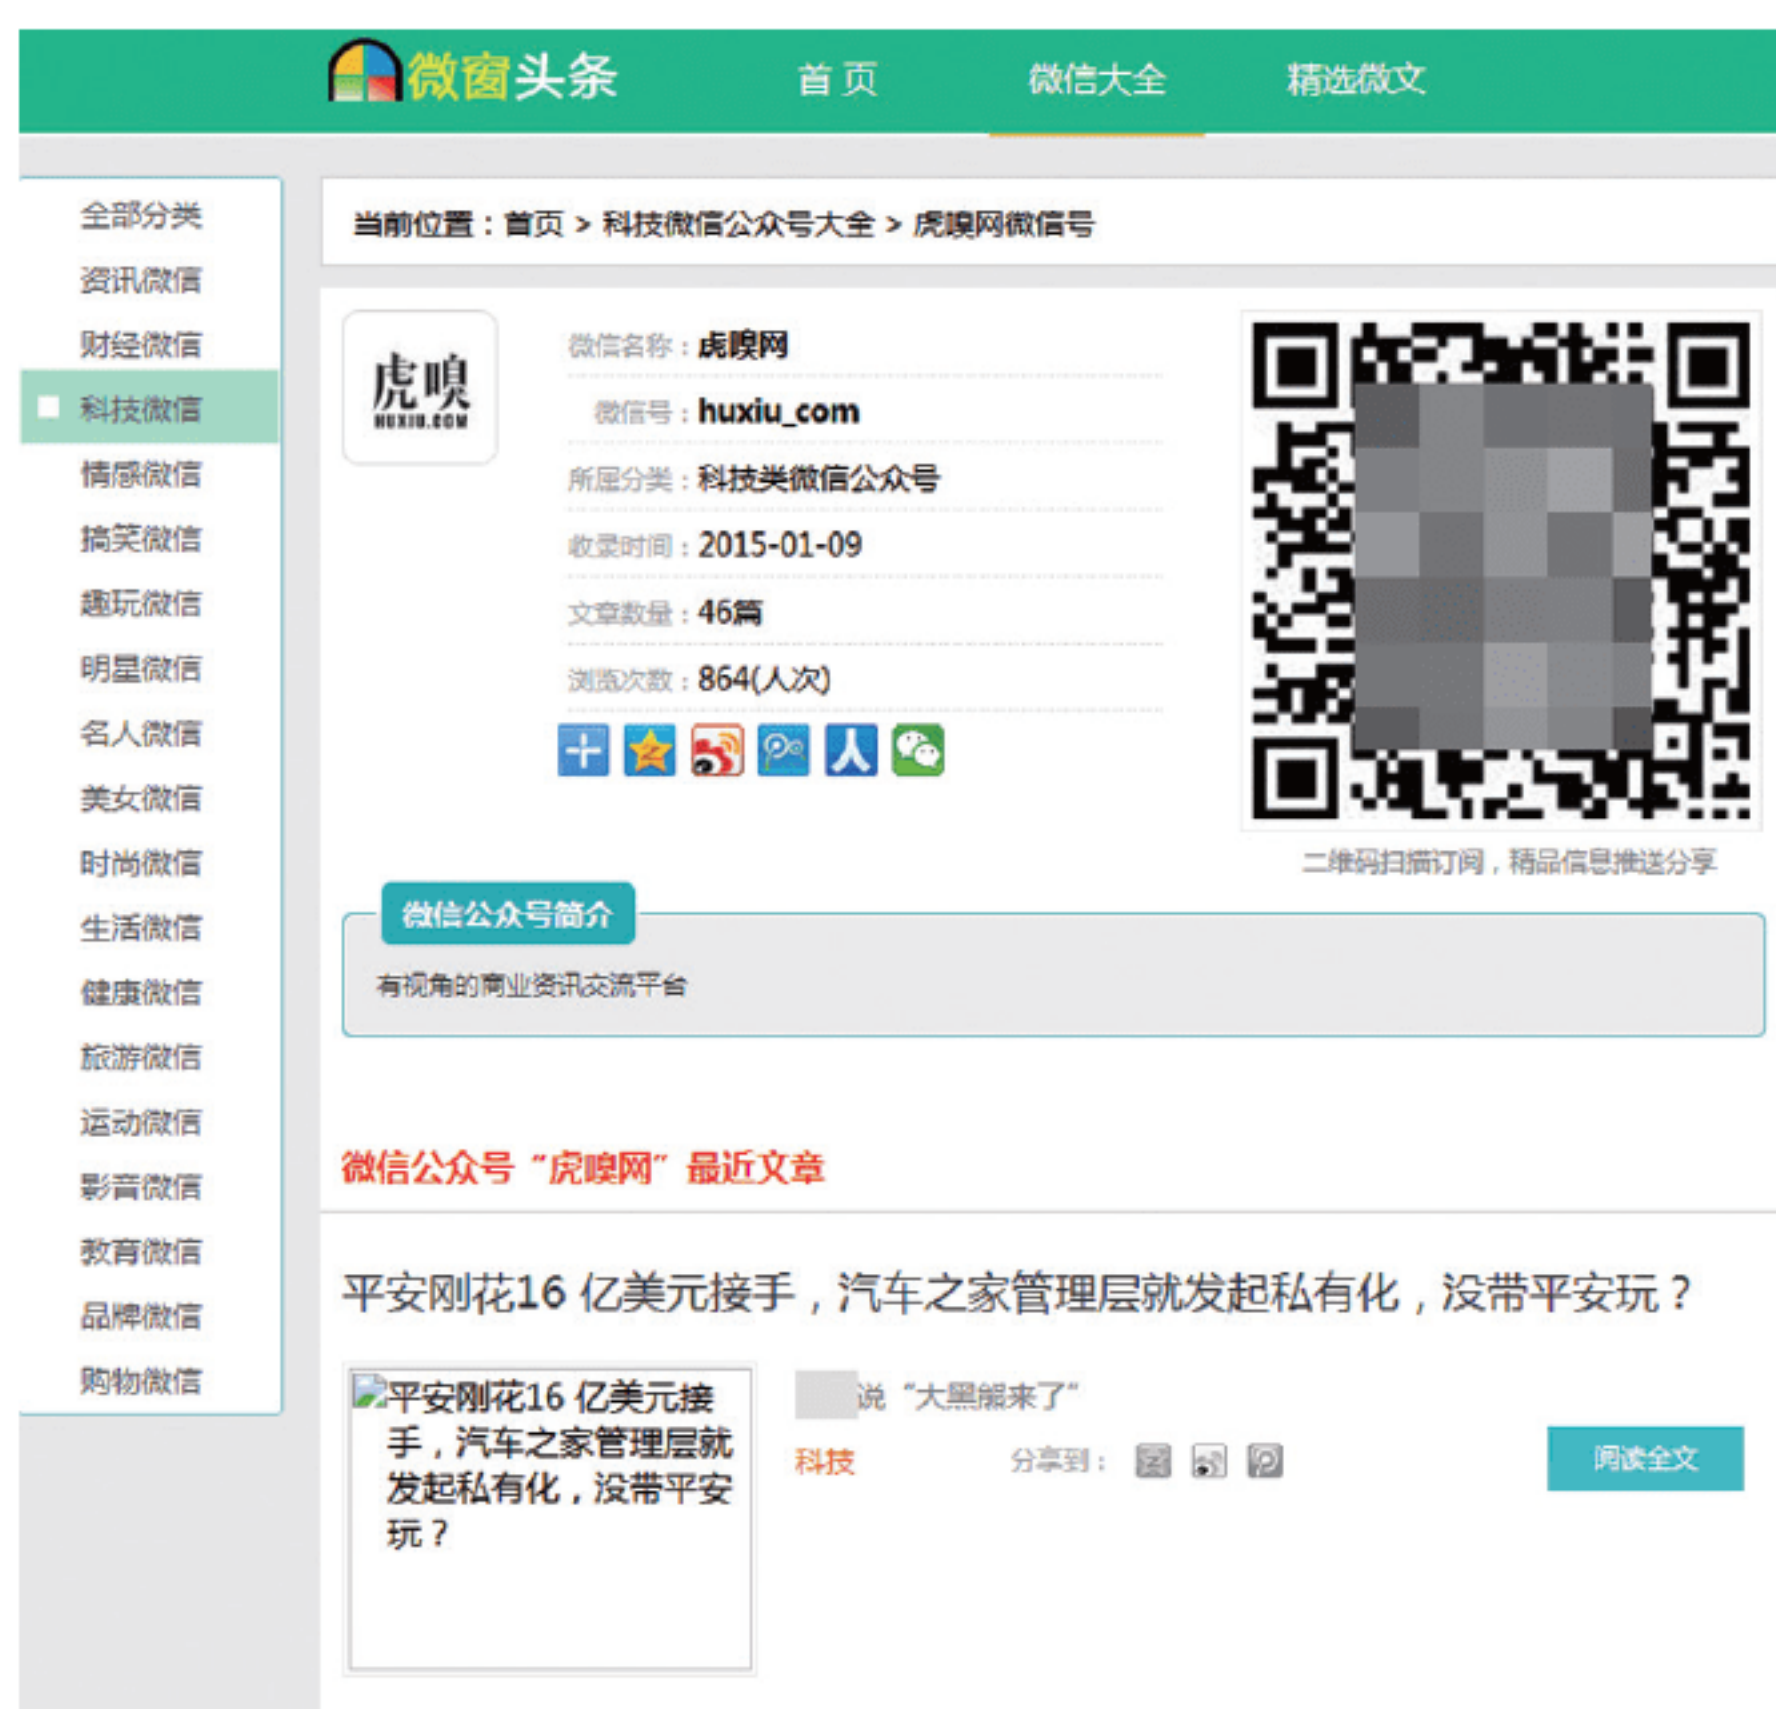 微窗头条
首页
微信大全
精选微文
全部分类
资讯微信
财经微信
科技微信
情感微信
搞笑微信
趣玩微信
明星微信
名人微信
美女微信
时尚微信
生活微信
健康微信
旅游微信
运动微信
影音微信
教育微信
品牌微信
购物微信
当前位置：首页 > 科技微信公众号大全 > 虎嗅网微信号
虎嗅
HUXIU.COM
微信名称：虎嗅网
微信号：huxiu_com
所属分类：科技类微信公众号
收录时间：2015-01-09
文章数量：46篇
浏览次数：864(人次)
二维码扫描订阅，精品信息推送分享
微信公众号简介
有视角的商业资讯交流平台
微信公众号“虎嗅网”最近文章
平安刚花16 亿美元接手，汽车之家管理层就发起私有化，没带平安玩？
平安刚花16 亿美元接
手，汽车之家管理层就
发起私有化，没带平安
玩？
说“大黑熊来了”
科技
分享到：
阅读全文